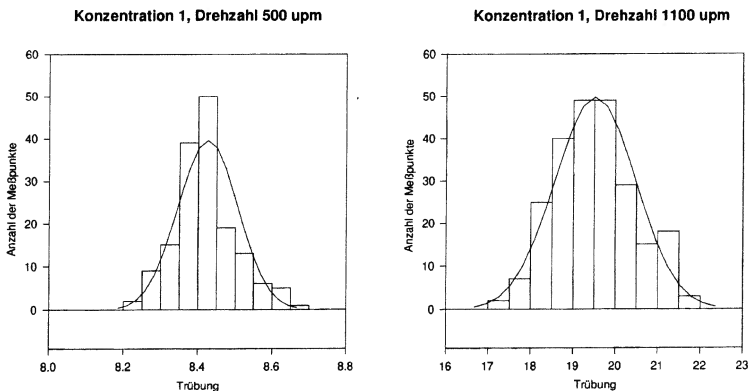 Konzentration 1, Drehzahl 500 upm
60
50
40
30
20
10
0
Anzahl der Meßpunkte
8.0 8.2 8.4 8.6 8.8
Trübung
Konzentration 1, Drehzahl 1100 upm
60
50
40
30
20
10
0
Anzahl der Meßpunkte
16 17 18 19 20 21 22 23
Trübung